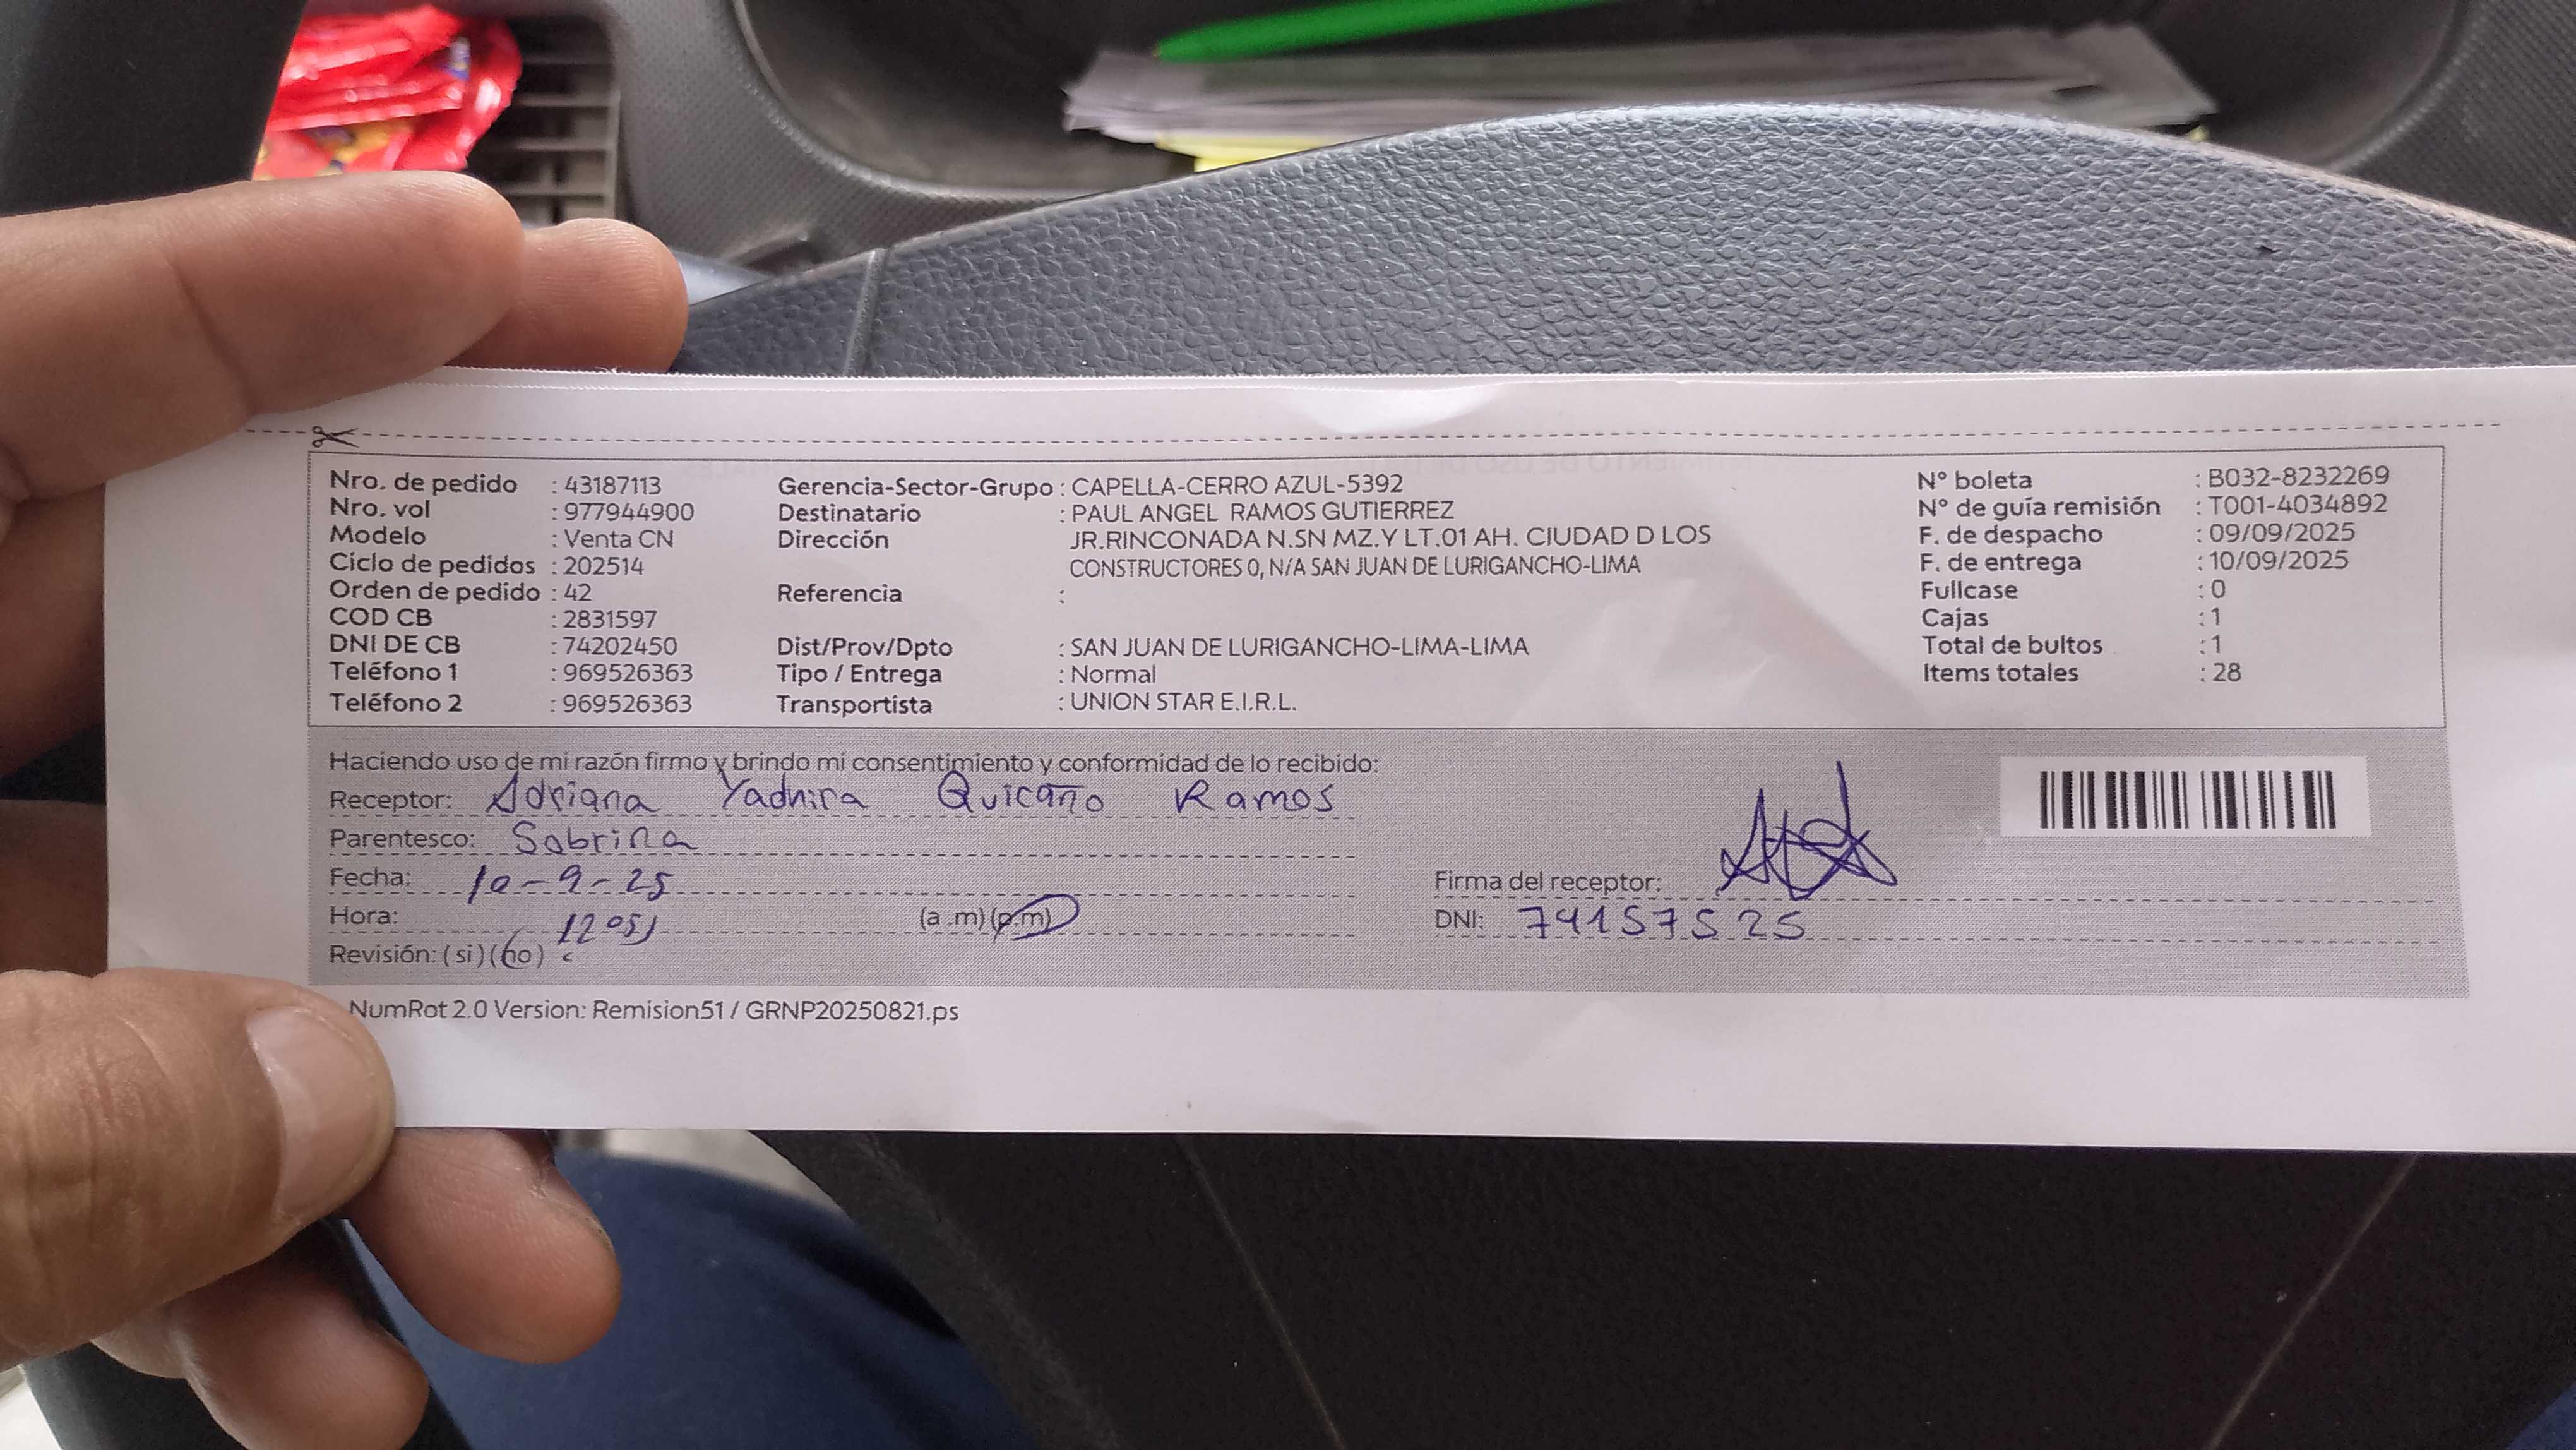 Nro. de pedido : 43187113
Nro. vol : 977944900
Modelo : Venta CN
Ciclo de pedidos : 202514
Orden de pedido : 42
COD CB : 2831597
DNI DE CB : 74202450
Teléfono 1 : 969526363
Teléfono 2 : 969526363
Gerencia-Sector-Grupo : CAPELLA-CERRO AZUL-5392
Destinatario : PAUL ANGEL RAMOS GUTIERREZ
Dirección JR.RINCONADA N.SN MZ.Y LT.01 AH. CIUDAD D LOS
CONSTRUCTORES 0, N/A SAN JUAN DE LURIGANCHO-LIMA
Referencia :
Dist/Prov/Dpto : SAN JUAN DE LURIGANCHO-LIMA-LIMA
Tipo / Entrega : Normal
Transportista : UNION STAR E.I.R.L.
N° boleta : B032-8232269
N° de guía remisión : T001-4034892
F. de despacho : 09/09/2025
F. de entrega : 10/09/2025
Fullcase : 0
Cajas : 1
Total de bultos : 1
Items totales : 28
Haciendo uso de mi razón firmo y brindo mi consentimiento y conformidad de lo recibido:
Receptor: Adriana Yadhira Quicaño Ramos
Parentesco: Sobrina
Fecha: 10-9-25
Hora: (a .m) (p.m)
Revisión: ( si ) ( no )
Firma del receptor:
DNI: 74157525
NumRot 2.0 Version: Remision51 / GRNP20250821.ps